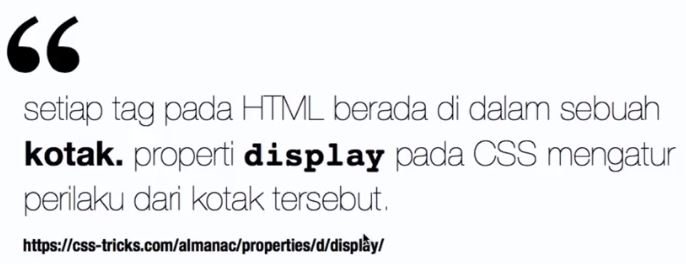 “
setiap tag pada HTML berada di dalam sebuah
kotak. properti display pada CSS mengatur
perilaku dari kotak tersebut.
https://css-tricks.com/almanac/properties/d/display/